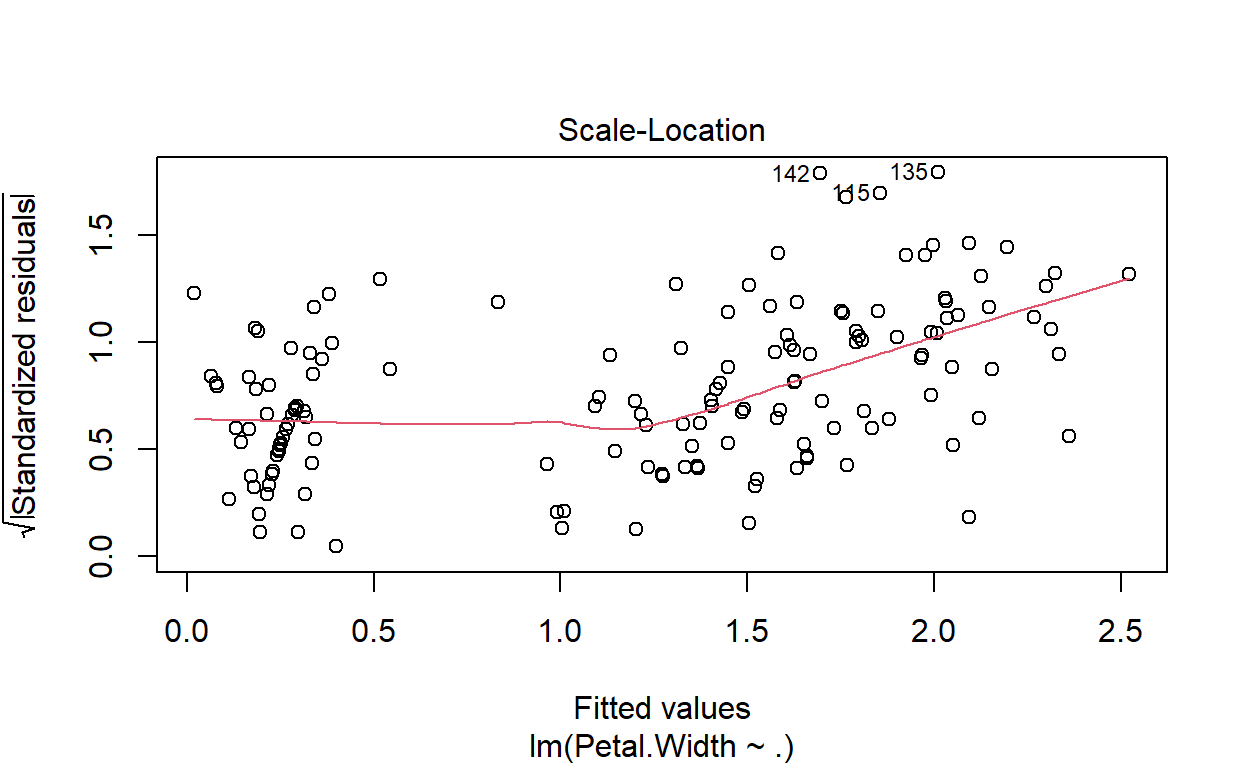 Scale-Location
√|Standardized residuals|
1.5
1.0
0.5
0.0
142
115
135
0.0 0.5 1.0 1.5 2.0 2.5
Fitted values
lm(Petal.Width ~ .)